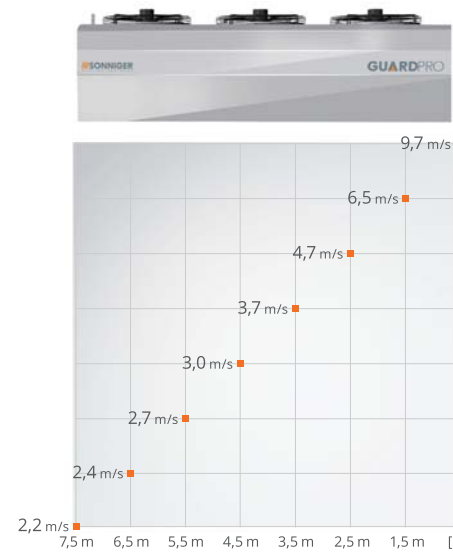 SONNIGER
GUARDPRO
9,7 m/s
6,5 m/s
4,7 m/s
3,7 m/s
3,0 m/s
2,7 m/s
2,4 m/s
2,2 m/s
7,5 m 6,5 m 5,5 m 4,5 m 3,5 m 2,5 m 1,5 m [